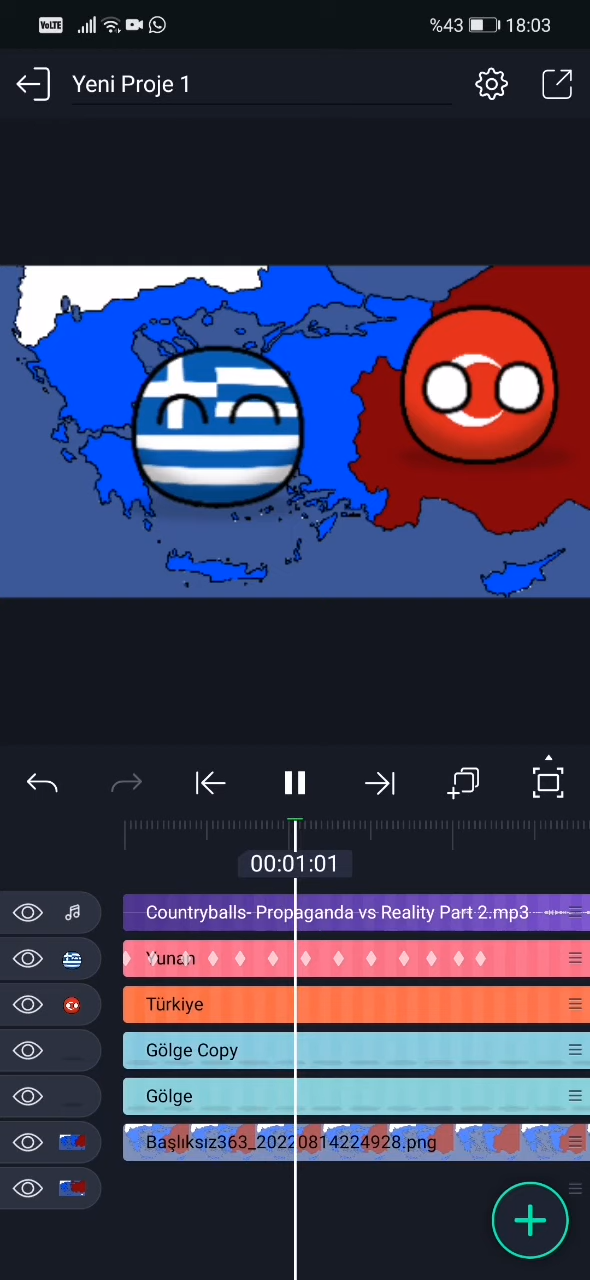 VoLTE %43 18:03
Yeni Proje 1
00:01:01
Countryballs- Propaganda vs Reality Part 2.mp3
Yunan
Türkiye
Gölge Copy
Gölge
Başlıksız363_20220814224928.png